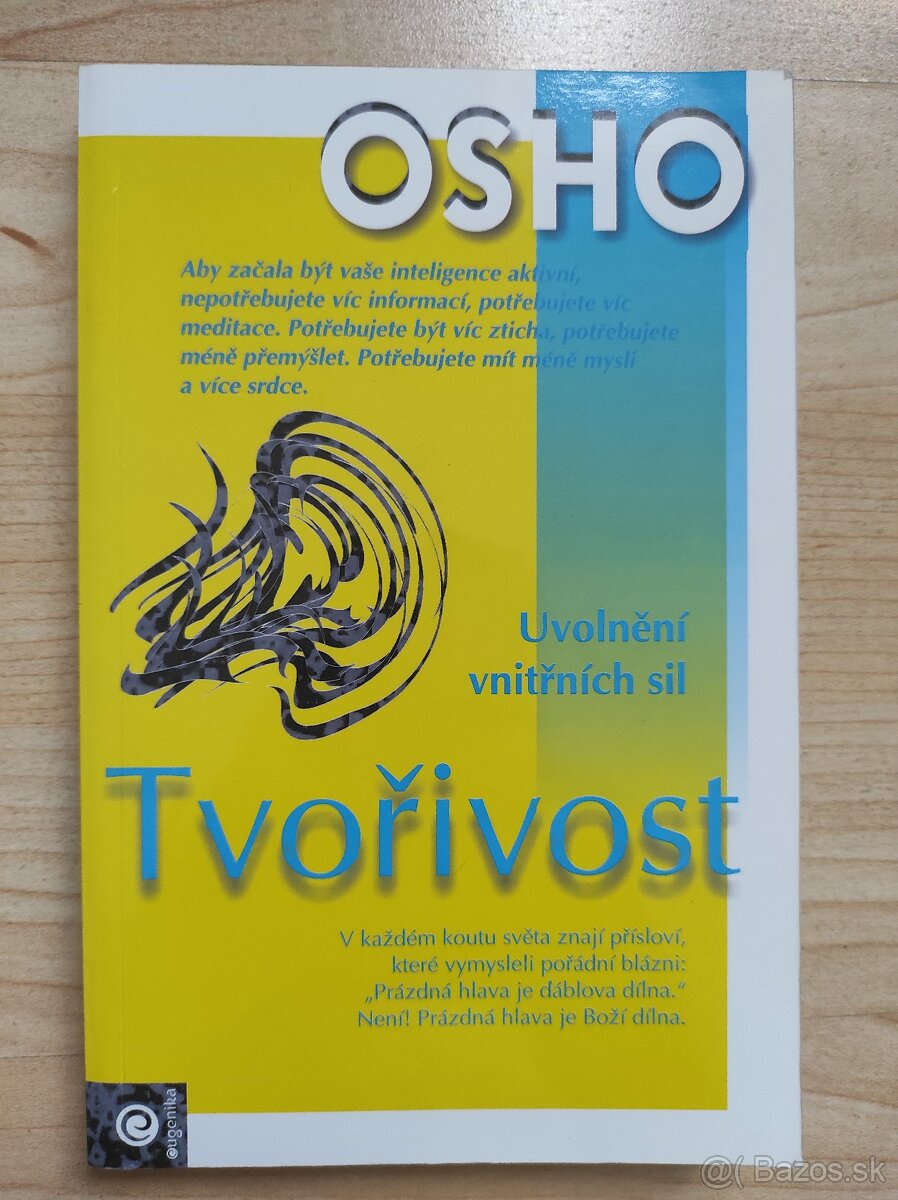 OSHO
Aby začala být vaše inteligence aktivní,
nepotřebujete víc informací, potřebujete víc
meditace. Potřebujete být víc zticha, potřebujete
méně přemýšlet. Potřebujete mít méně mysli
a více srdce.
Uvolnění
vnitřních sil
Tvořivost
V každém koutu světa znají přísloví,
které vymysleli pořádní blázni:
„Prázdná hlava je ďáblova dílna.“
Není! Prázdná hlava je Boží dílna.
eugenika
@( Bazos.sk